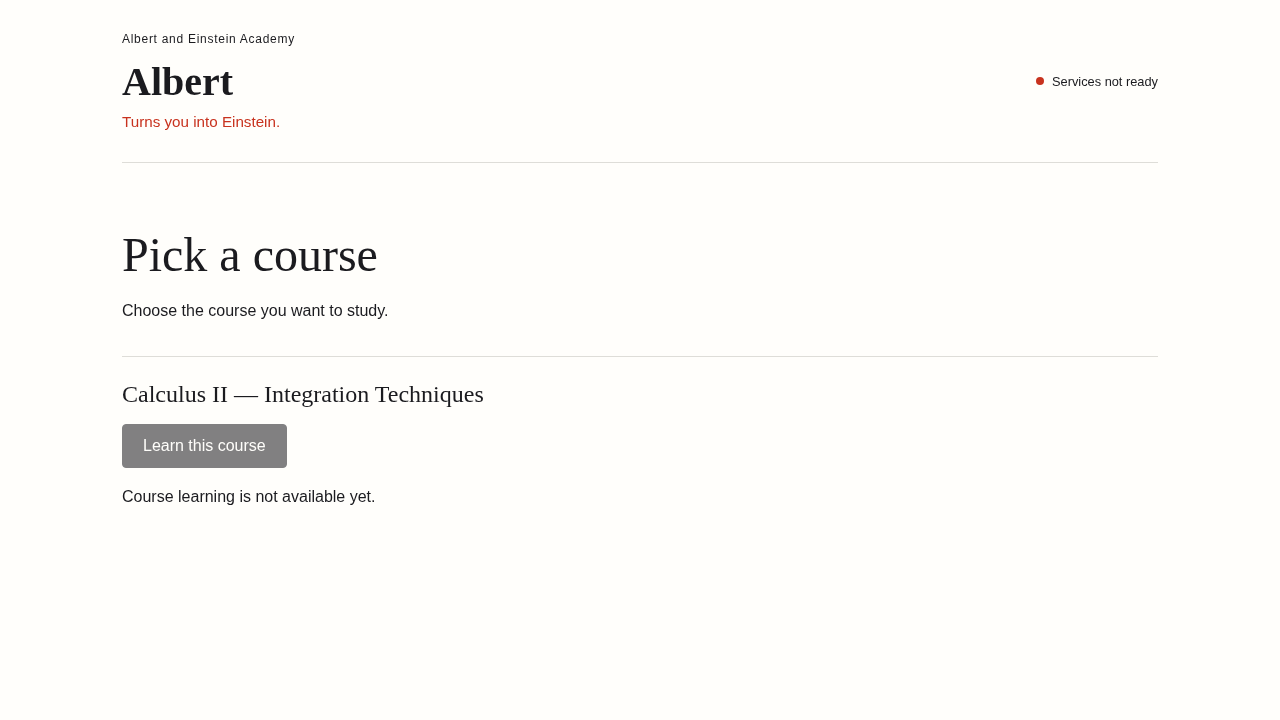 Albert and Einstein Academy
Albert
Services not ready
Turns you into Einstein.
Pick a course
Choose the course you want to study.
Calculus II — Integration Techniques
Learn this course
Course learning is not available yet.